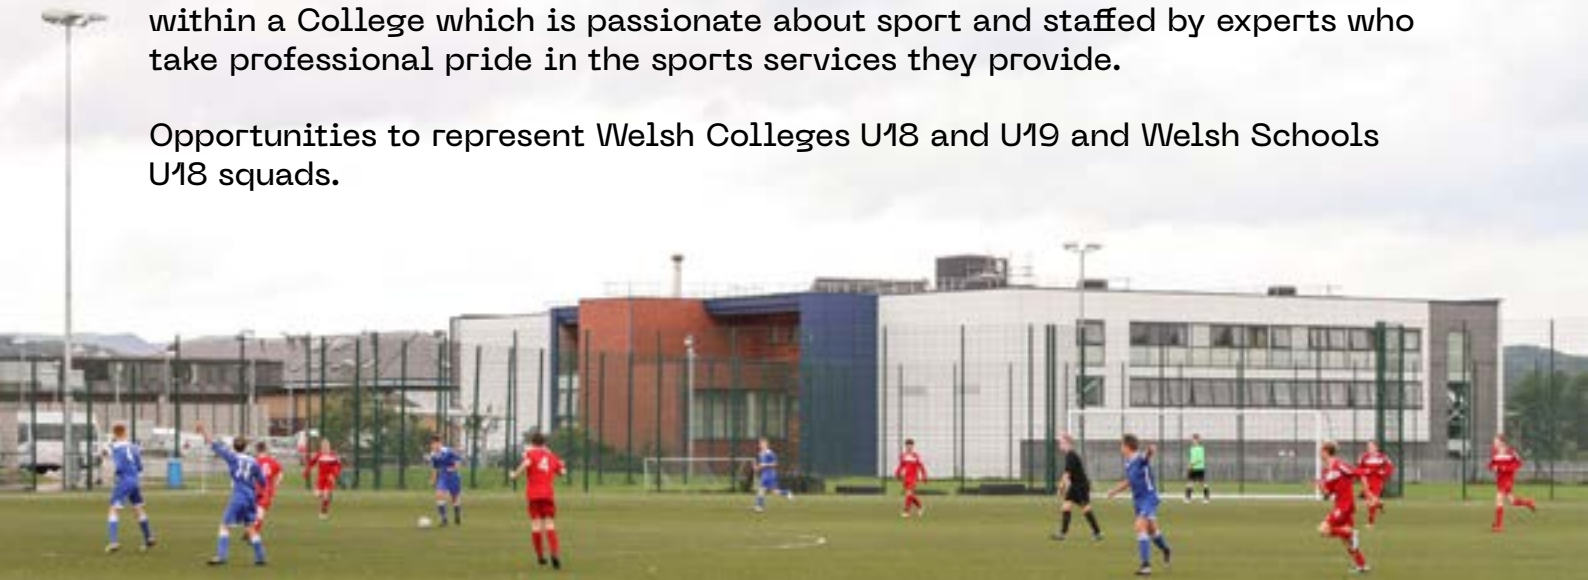 within a College which is passionate about sport and staffed by experts who
take professional pride in the sports services they provide.
Opportunities to represent Welsh Colleges U18 and U19 and Welsh Schools
U18 squads.
4